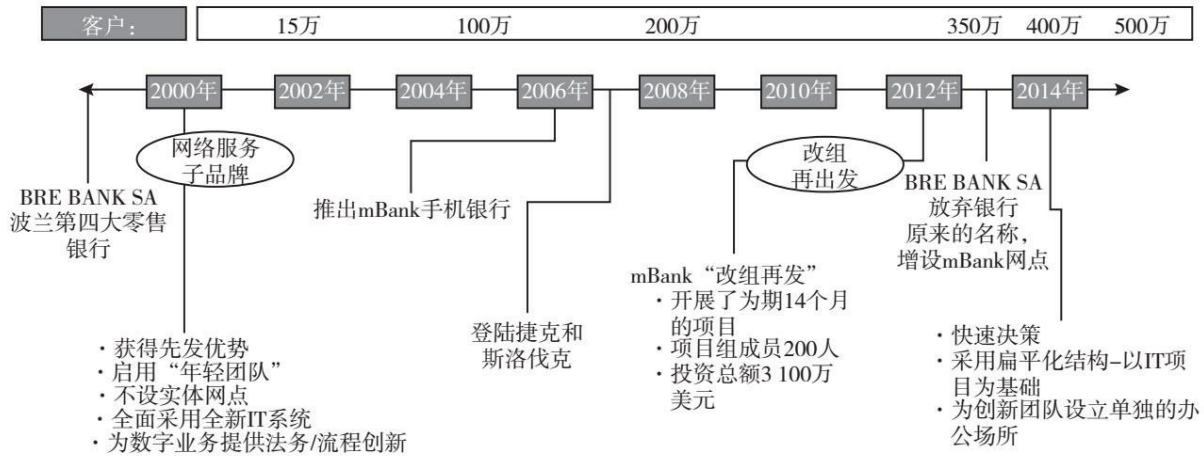 客户：
15万 100万 200万 350万 400万 500万
2000年 2002年 2004年 2006年 2008年 2010年 2012年 2014年
BRE BANK SA
波兰第四大零售
银行
网络服务
子品牌
·获得先发优势
·启用“年轻团队”
·不设实体网点
·全面采用全新IT系统
·为数字业务提供法务/流程创新
推出mBank手机银行
登陆捷克和
斯洛伐克
改组
再出发
mBank“改组再发”
·开展了为期14个月
的项目
·项目组成员200人
·投资总额3 100万
美元
BRE BANK SA
放弃银行
原来的名称，
增设mBank网点
·快速决策
·采用扁平化结构-以IT项
目为基础
·为创新团队设立单独的办
公场所